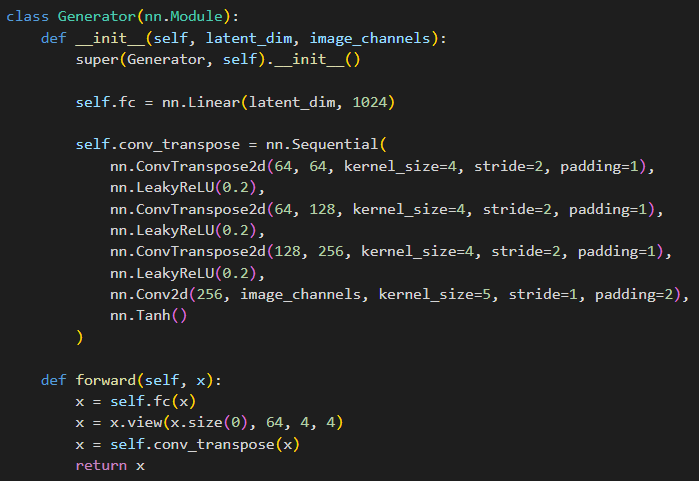 class Generator(nn.Module):
    def __init__(self, latent_dim, image_channels):
        super(Generator, self).__init__()

        self.fc = nn.Linear(latent_dim, 1024)

        self.conv_transpose = nn.Sequential(
            nn.ConvTranspose2d(64, 64, kernel_size=4, stride=2, padding=1),
            nn.LeakyReLU(0.2),
            nn.ConvTranspose2d(64, 128, kernel_size=4, stride=2, padding=1),
            nn.LeakyReLU(0.2),
            nn.ConvTranspose2d(128, 256, kernel_size=4, stride=2, padding=1),
            nn.LeakyReLU(0.2),
            nn.Conv2d(256, image_channels, kernel_size=5, stride=1, padding=2),
            nn.Tanh()
        )

    def forward(self, x):
        x = self.fc(x)
        x = x.view(x.size(0), 64, 4, 4)
        x = self.conv_transpose(x)
        return x